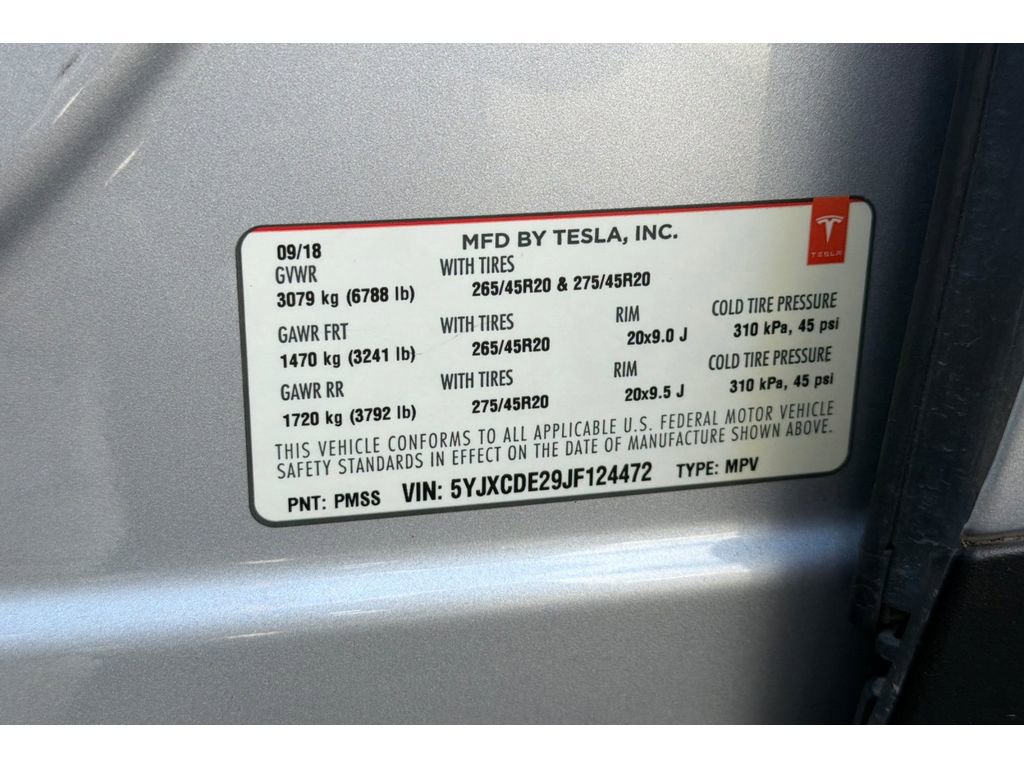 09/18 MFD BY TESLA, INC.
TESLA
GVWR WITH TIRES
3079 kg (6788 lb) 265/45R20 & 275/45R20
GAWR FRT WITH TIRES RIM COLD TIRE PRESSURE
1470 kg (3241 lb) 265/45R20 20x9.0 J 310 kPa, 45 psi
GAWR RR WITH TIRES RIM COLD TIRE PRESSURE
1720 kg (3792 lb) 275/45R20 20x9.5 J 310 kPa, 45 psi
THIS VEHICLE CONFORMS TO ALL APPLICABLE U.S. FEDERAL MOTOR VEHICLE
SAFETY STANDARDS IN EFFECT ON THE DATE OF MANUFACTURE SHOWN ABOVE.
PNT: PMSS VIN: 5YJXCDE29JF124472 TYPE: MPV